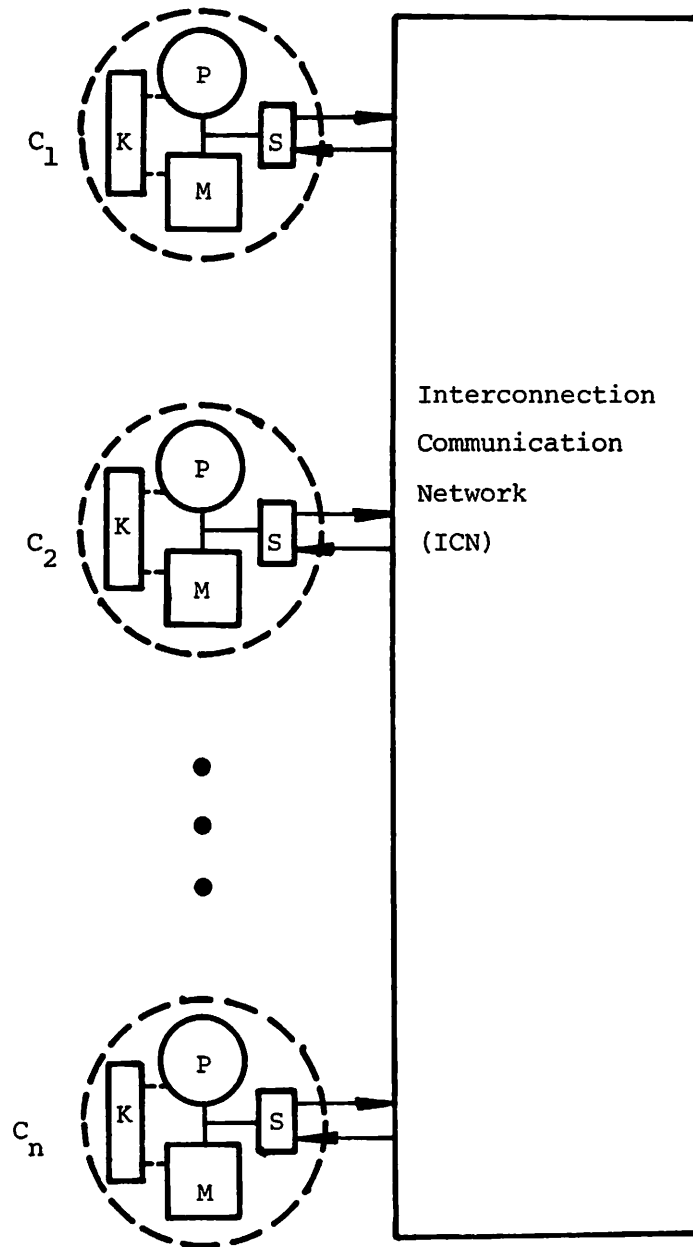 P
K
S
C1
M
Interconnection
Communication
Network
(ICN)
P
K
S
C2
M
P
K
S
Cn
M